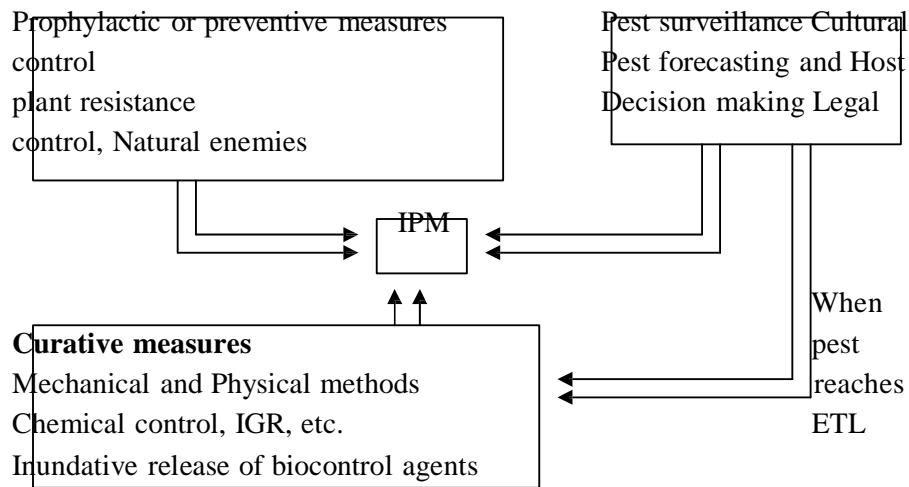 Prophylactic or preventive measures
control
plant resistance
control, Natural enemies
Pest surveillance Cultural
Pest forecasting and Host
Decision making Legal
IPM
When
pest
reaches
ETL
Curative measures
Mechanical and Physical methods
Chemical control, IGR, etc.
Inundative release of biocontrol agents